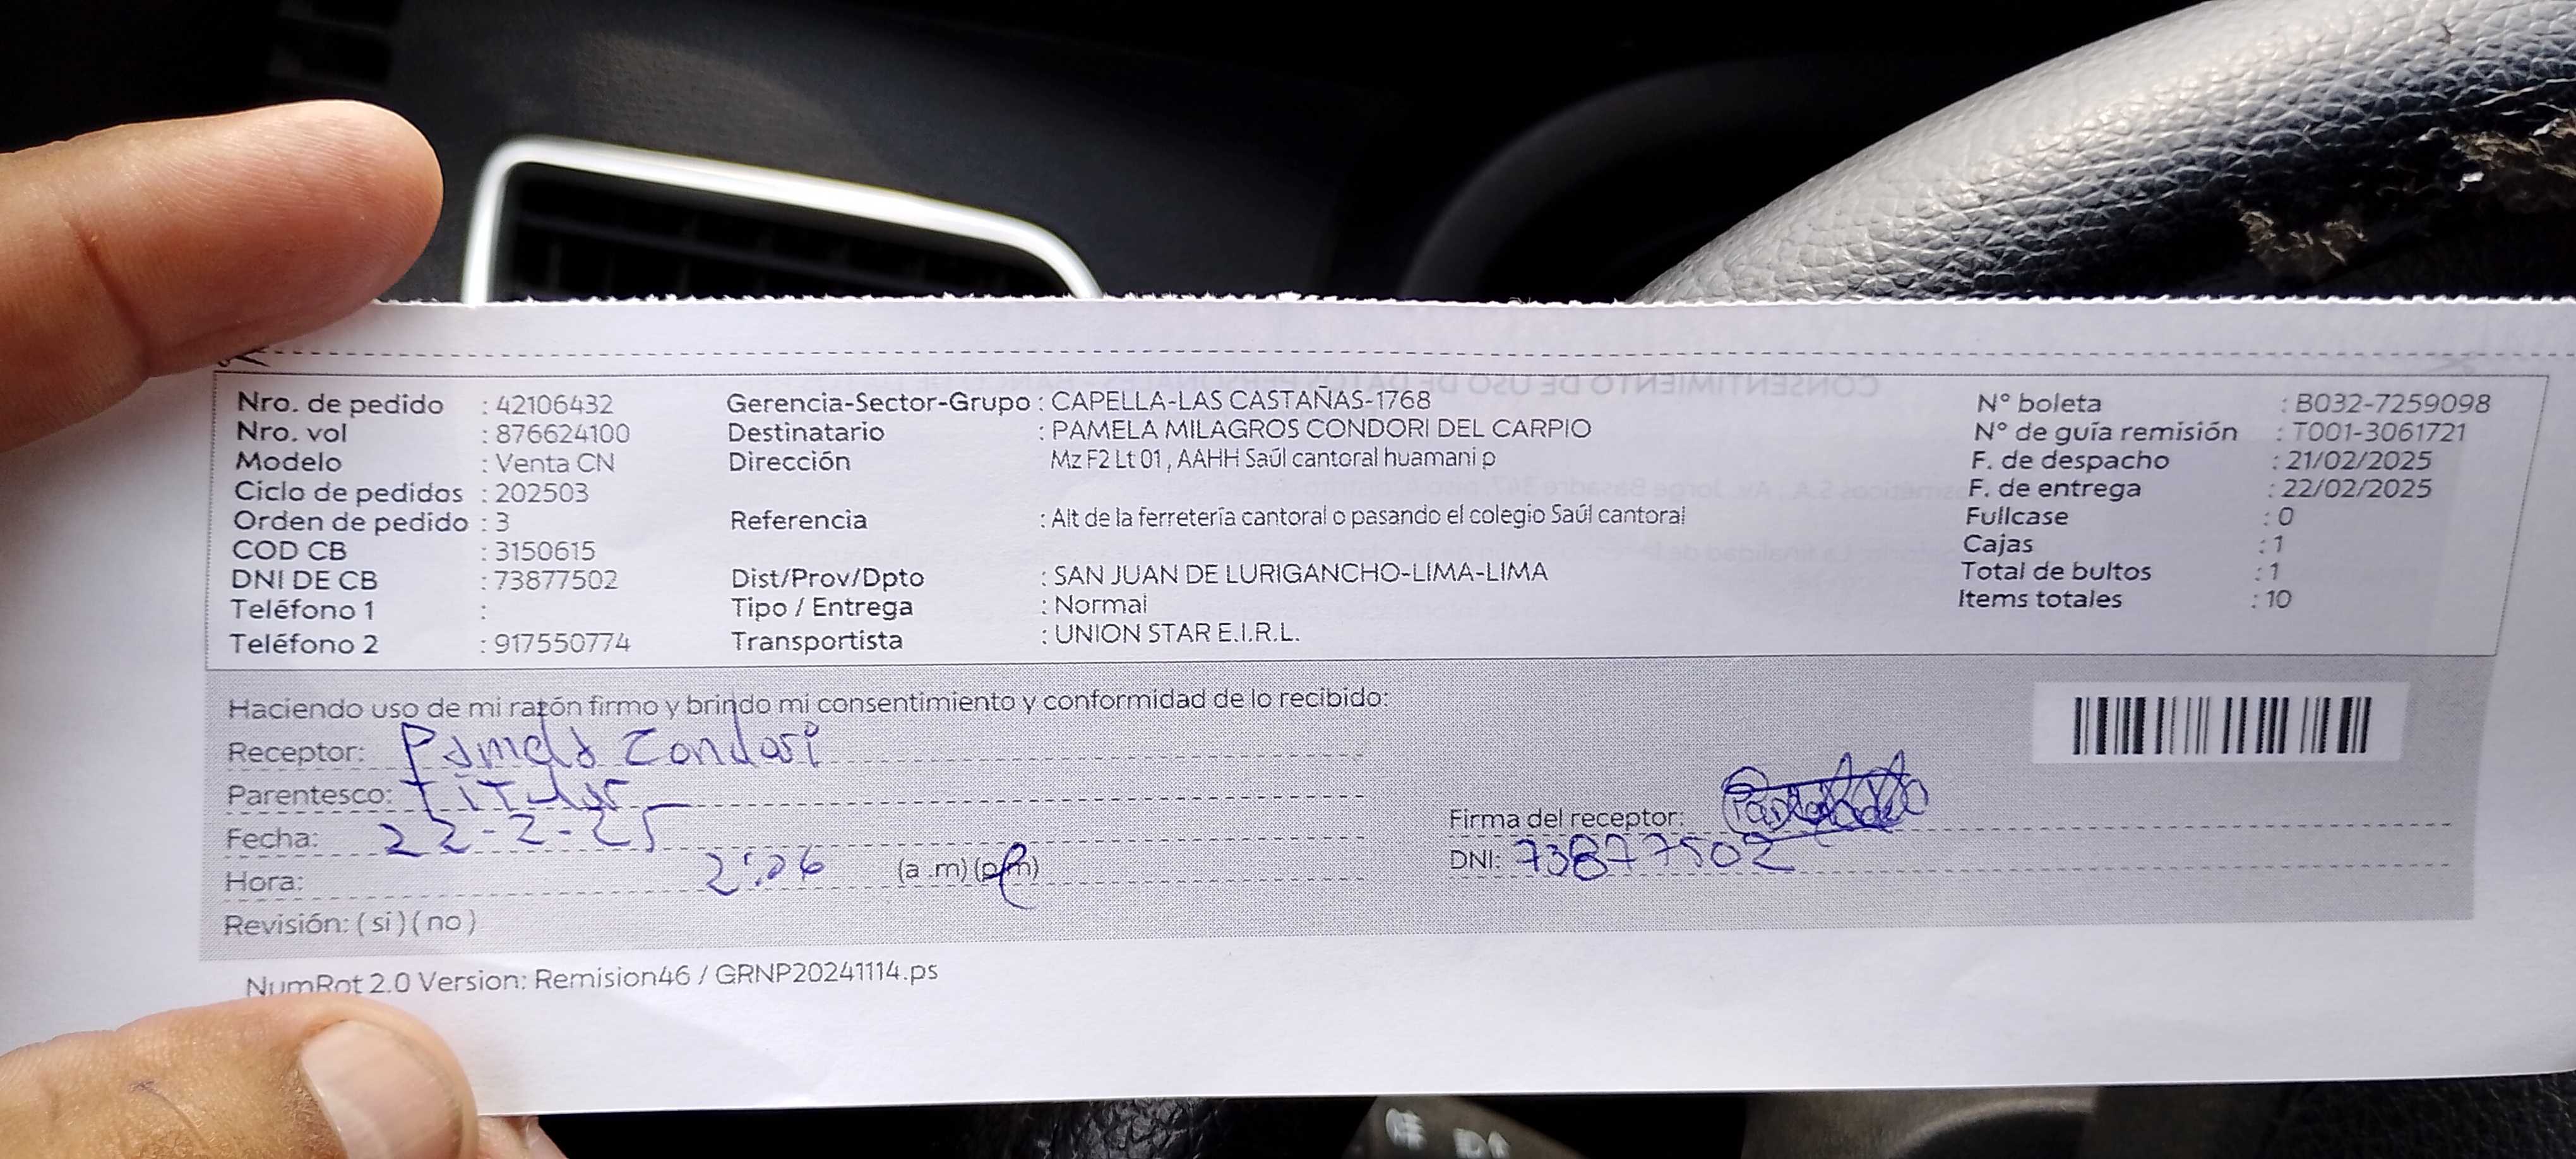 Nro. de pedido : 42106432
Nro. vol : 876624100
Modelo : Venta CN
Ciclo de pedidos : 202503
Orden de pedido : 3
COD CB : 3150615
DNI DE CB : 73877502
Teléfono 1 :
Teléfono 2 : 917550774
Gerencia-Sector-Grupo : CAPELLA-LAS CASTAÑAS-1768
Destinatario : PAMELA MILAGROS CONDORI DEL CARPIO
Dirección Mz F2 Lt 01 , AAHH Saúl cantoral huamani p
Referencia : Alt de la ferretería cantoral o pasando el colegio Saúl cantoral
Dist/Prov/Dpto : SAN JUAN DE LURIGANCHO-LIMA-LIMA
Tipo / Entrega : Normal
Transportista : UNION STAR E.I.R.L.
N° boleta : B032-7259098
N° de guía remisión : T001-3061721
F. de despacho : 21/02/2025
F. de entrega : 22/02/2025
Fullcase : 0
Cajas : 1
Total de bultos : 1
Items totales : 10
Haciendo uso de mi razón firmo y brindo mi consentimiento y conformidad de lo recibido:
Receptor: Pamela Condori
Parentesco: titular
Fecha: 22-2-25
Hora: 2:06 (a .m) (p.m)
Revisión: ( si ) ( no )
Firma del receptor:
DNI: 73877502
NumRot 2.0 Version: Remision46 / GRNP20241114.ps